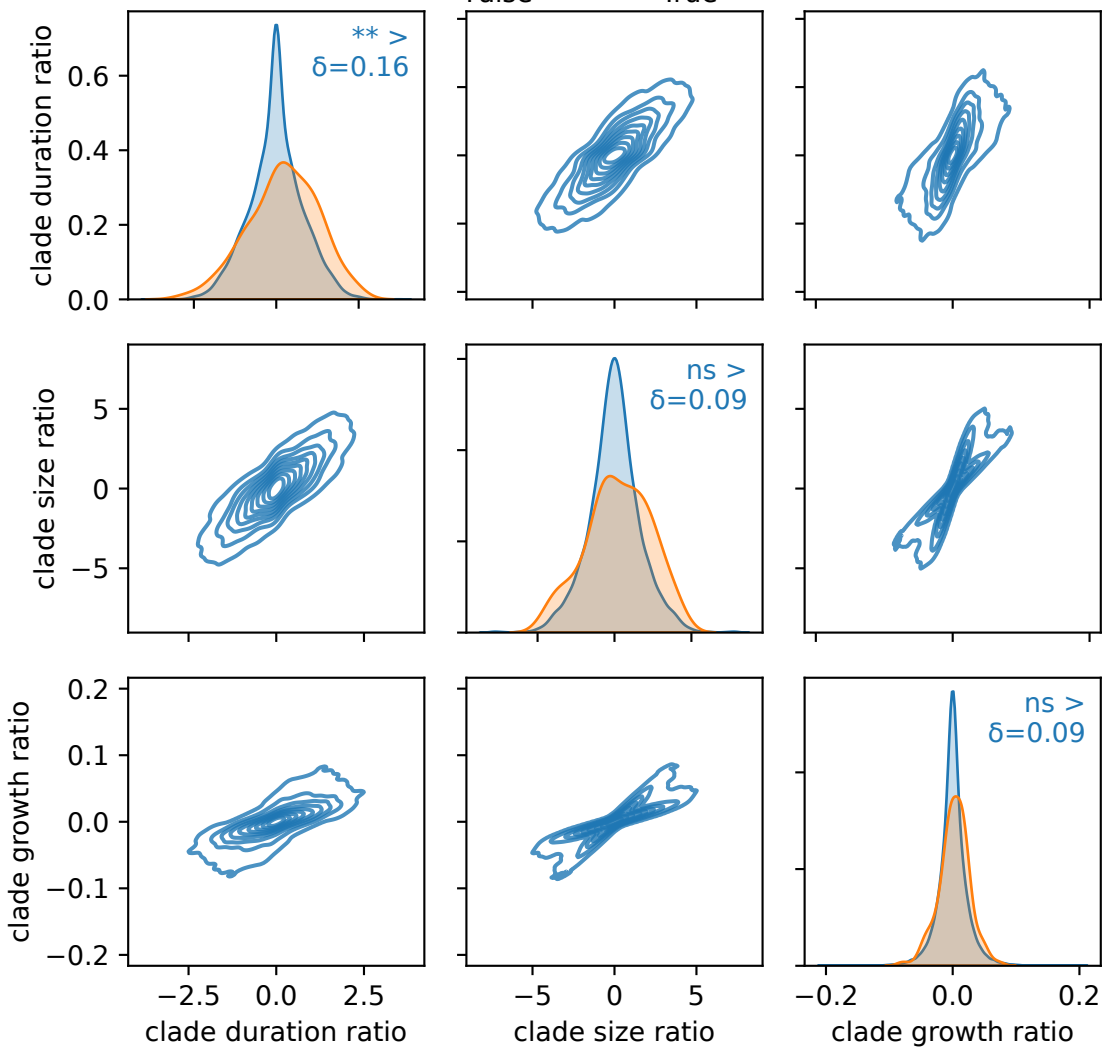 clade duration ratio
0.6
0.4
0.2
0.0
** >
δ=0.16
clade size ratio
5
0
−5
ns >
δ=0.09
clade growth ratio
0.2
0.1
0.0
−0.1
−0.2
ns >
δ=0.09
−2.5 0.0 2.5
−5 0 5
−0.2 0.0 0.2
clade duration ratio
clade size ratio
clade growth ratio